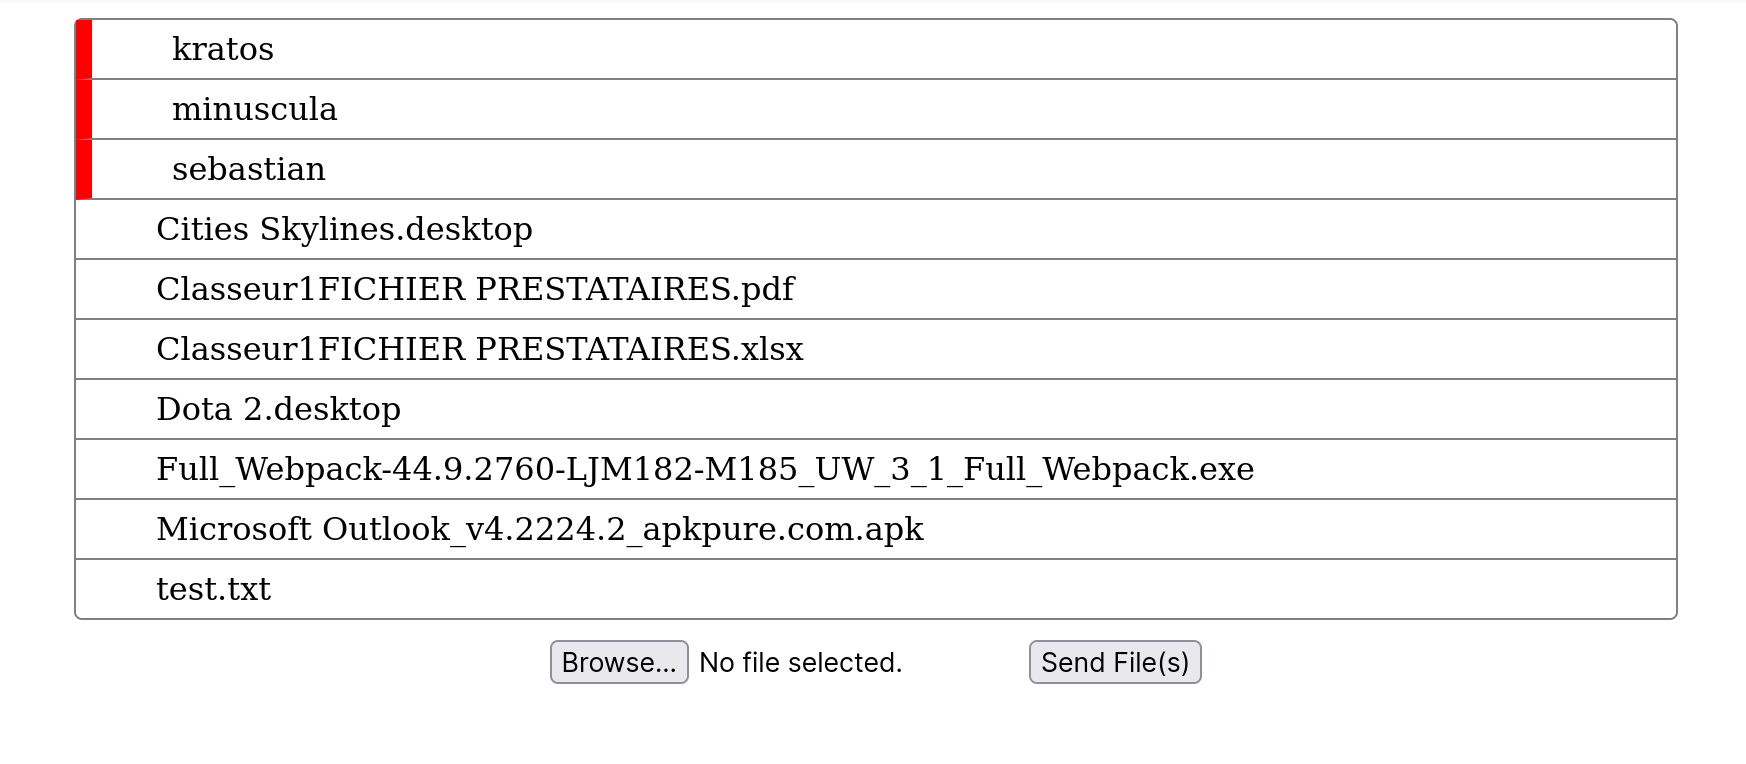 kratos
minuscula
sebastian
Cities Skylines.desktop
Classeur1FICHIER PRESTATAIRES.pdf
Classeur1FICHIER PRESTATAIRES.xlsx
Dota 2.desktop
Full_Webpack-44.9.2760-LJM182-M185_UW_3_1_Full_Webpack.exe
Microsoft Outlook_v4.2224.2_apkpure.com.apk
test.txt
Browse... No file selected. Send File(s)